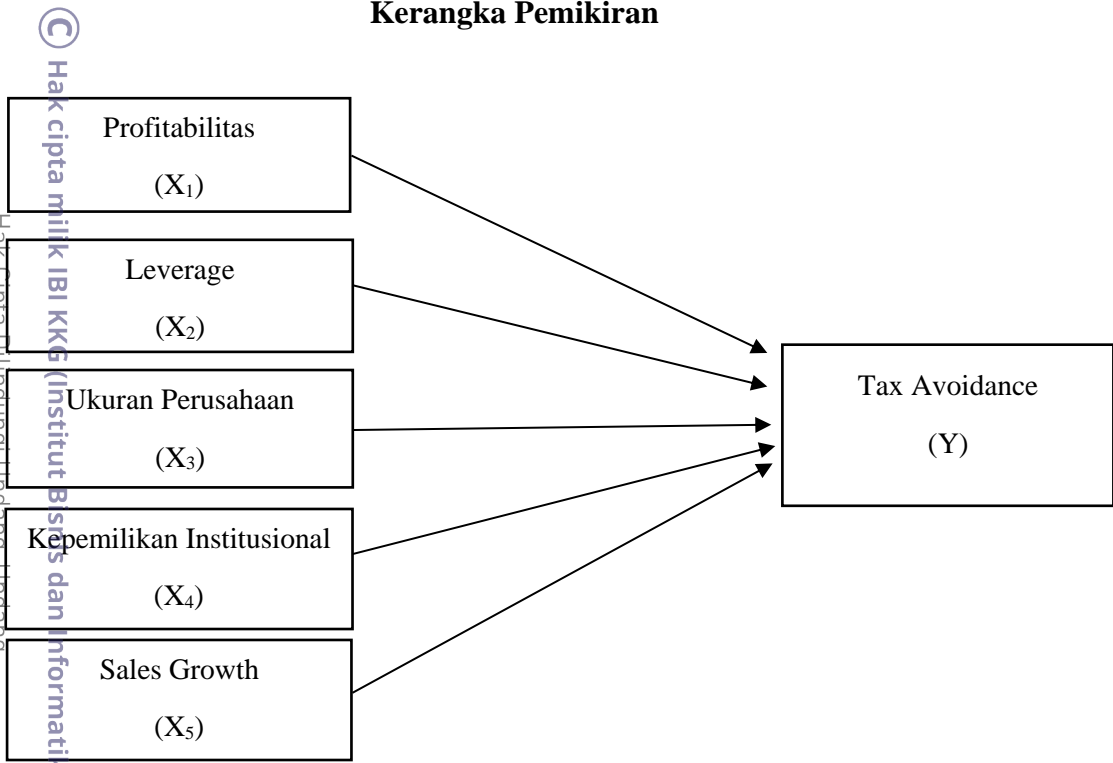 Kerangka Pemikiran
© Hak cipta milik IBI KKG (Institut Bisnis dan Informatik
Profitabilitas
(X₁)
Leverage
(X₂)
Ukuran Perusahaan
(X₃)
Kepemilikan Institusional
(X₄)
Sales Growth
(X₅)
Tax Avoidance
(Y)